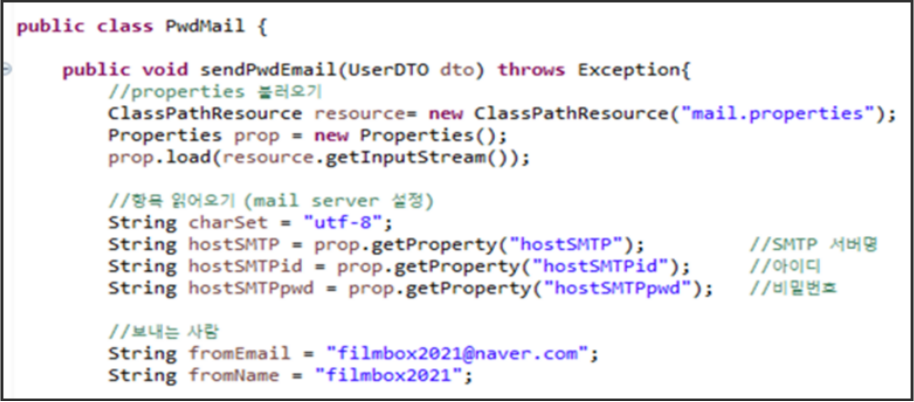 public class PwdMail {
public void sendPwdEmail(UserDTO dto) throws Exception{
//properties 불러오기
ClassPathResource resource= new ClassPathResource("mail.properties");
Properties prop = new Properties();
prop.load(resource.getInputStream());
//항목 읽어오기 (mail server 설정)
String charSet = "utf-8";
String hostSMTP = prop.getProperty("hostSMTP"); //SMTP 서버명
String hostSMTPid = prop.getProperty("hostSMTPid"); //아이디
String hostSMTPpwd = prop.getProperty("hostSMTPpwd"); //비밀번호
//보내는 사람
String fromEmail = "filmbox2021@naver.com";
String fromName = "filmbox2021";